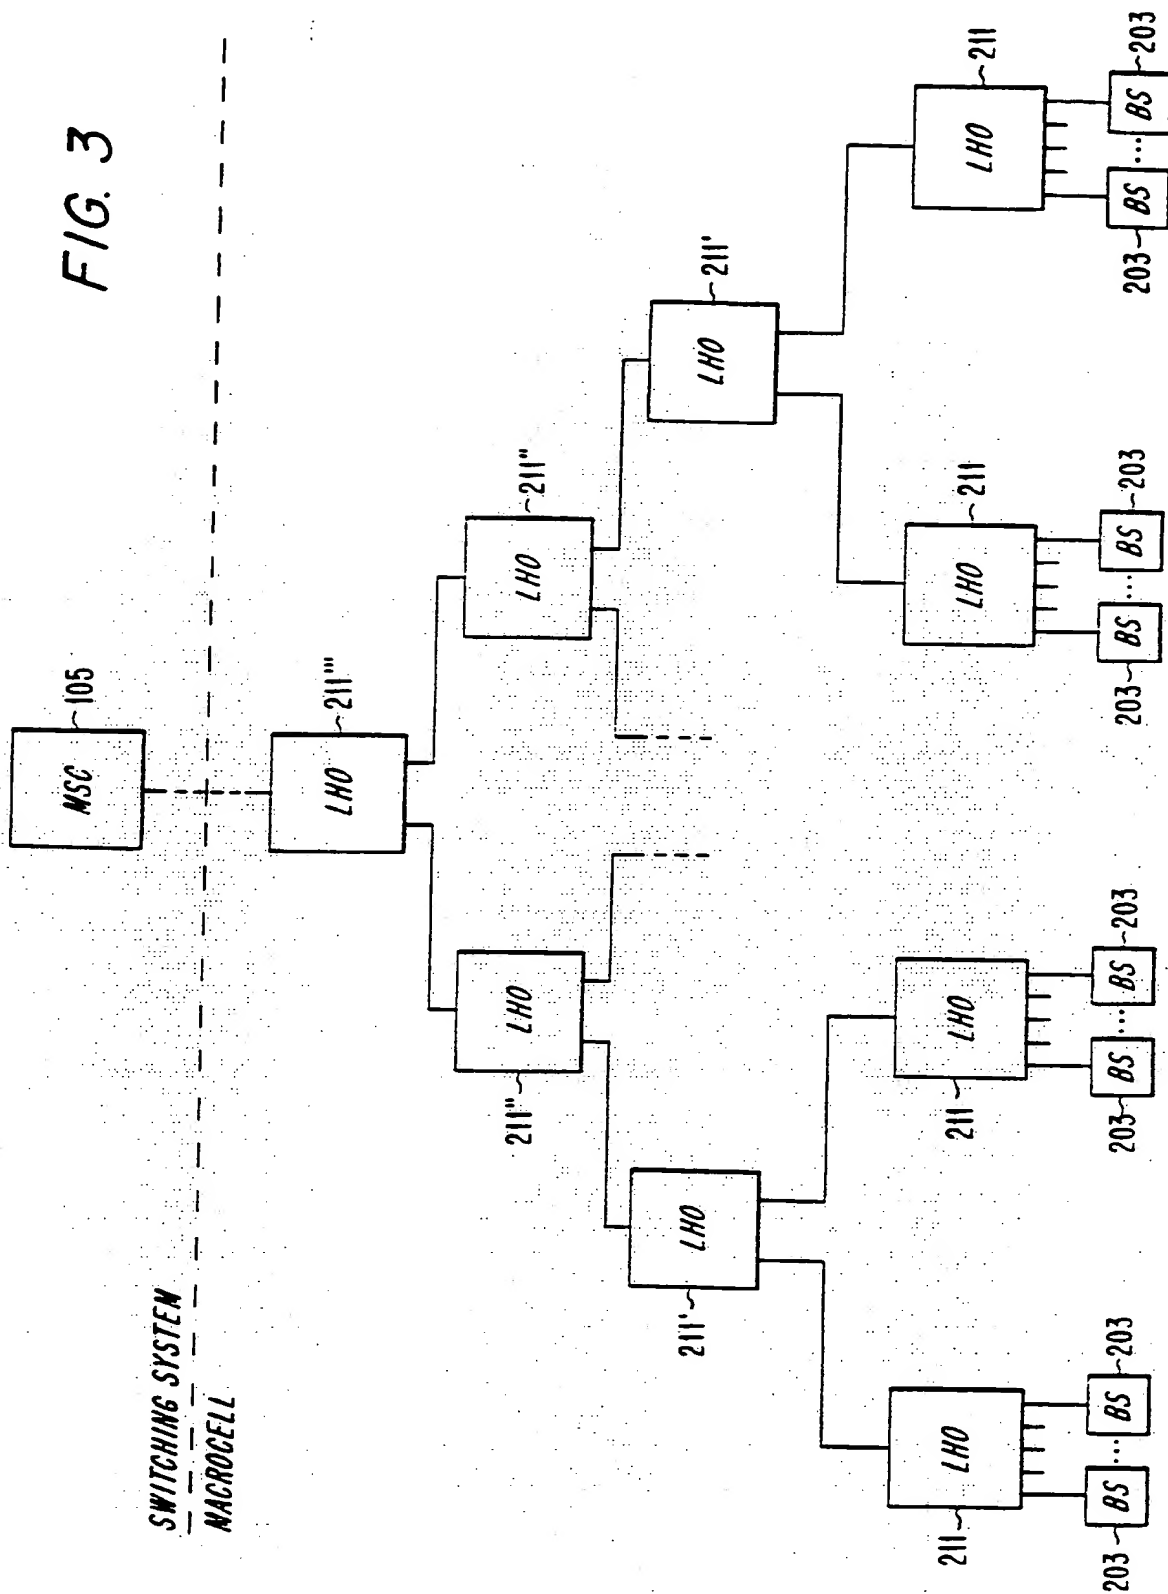 FIG. 3
SWITCHING SYSTEM
MACROCELL
MSC
105
LHO
211'''
LHO
211''
LHO
211''
LHO
211'
LHO
211'
LHO
211
LHO
211
LHO
211
LHO
211
BS
...
BS
203
203
BS
...
BS
203
203
BS
...
BS
203
203
BS
...
BS
203
203